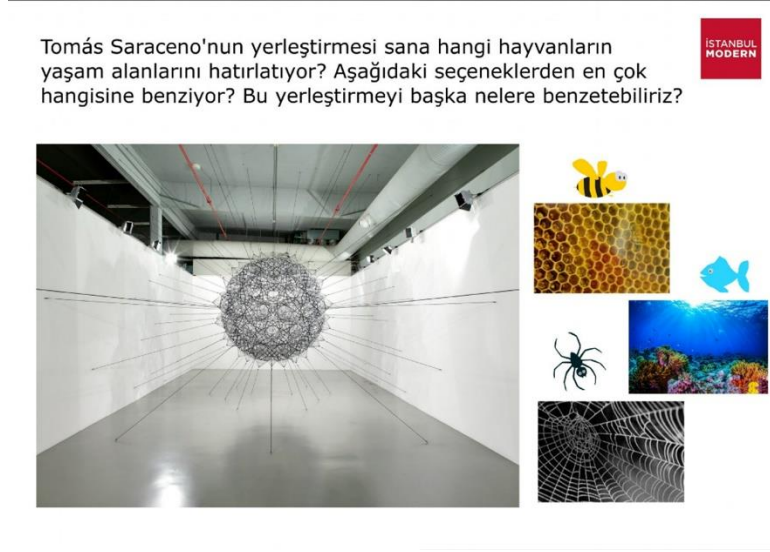 Tomás Saraceno'nun yerleştirmesi sana hangi hayvanların
yaşam alanlarını hatırlatıyor? Aşağıdaki seçeneklerden en çok
hangisine benziyor? Bu yerleştirmeyi başka nelere benzetebiliriz?
İSTANBUL
MODERN